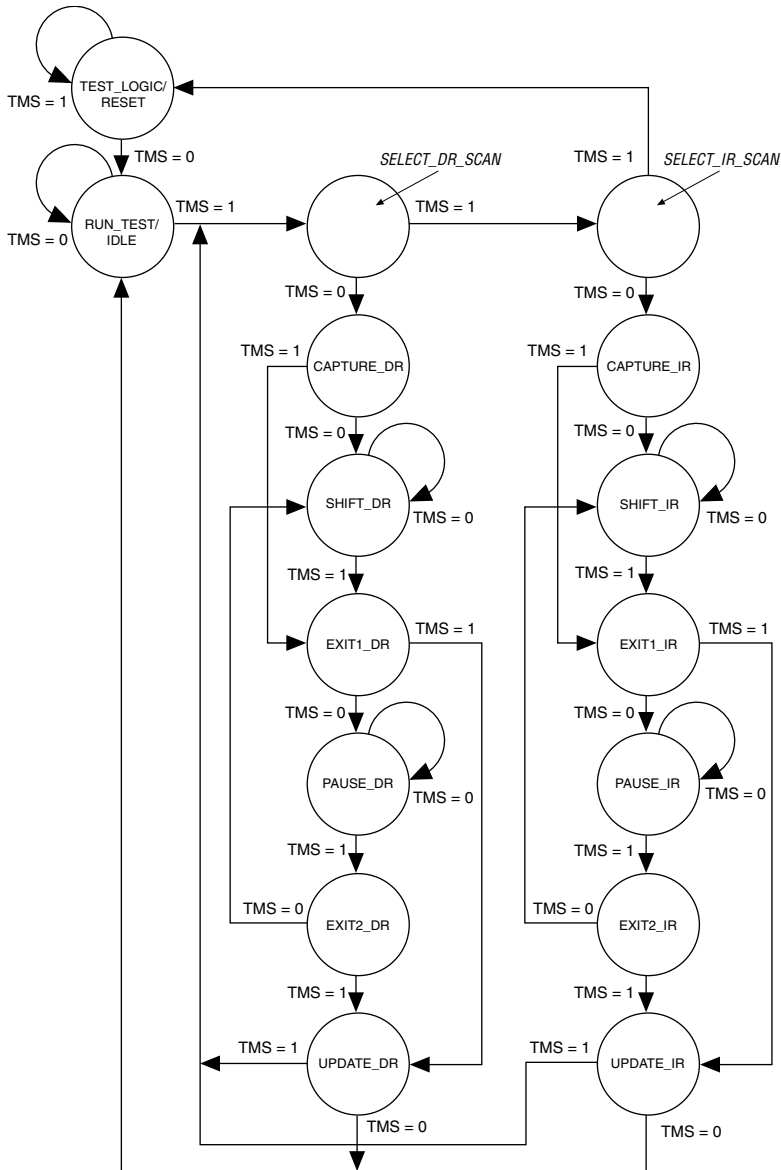 TEST_LOGIC/
RESET
TMS = 1
TMS = 0
SELECT_DR_SCAN
TMS = 1
SELECT_IR_SCAN
RUN_TEST/
IDLE
TMS = 0
TMS = 1
TMS = 1
TMS = 0
TMS = 0
TMS = 1
CAPTURE_DR
TMS = 1
CAPTURE_IR
TMS = 0
TMS = 0
SHIFT_DR
TMS = 0
SHIFT_IR
TMS = 0
TMS = 1
TMS = 1
EXIT1_DR
TMS = 1
EXIT1_IR
TMS = 1
TMS = 0
TMS = 0
PAUSE_DR
TMS = 0
PAUSE_IR
TMS = 0
TMS = 1
TMS = 1
TMS = 0
EXIT2_DR
TMS = 0
EXIT2_IR
TMS = 1
TMS = 1
TMS = 1
UPDATE_DR
TMS = 1
UPDATE_IR
TMS = 0
TMS = 0